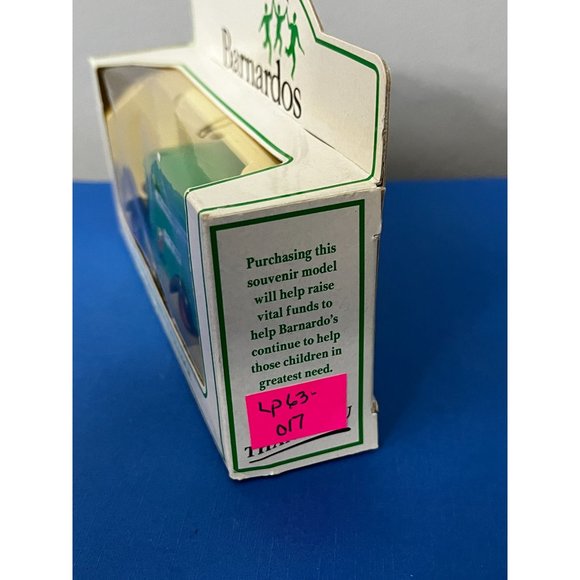 Barnardos
Purchasing this
souvenir model
will help raise
vital funds to
help Barnardo's
continue to help
those children in
greatest need.
LP63-
017